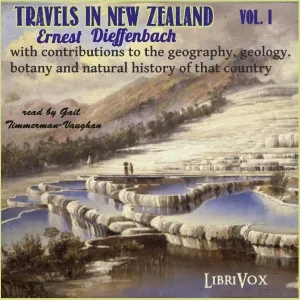 TRAVELS IN NEW ZEALAND VOL. I
Ernest Dieffenbach
with contributions to the geography, geology.
botany and natural history of that country
read by Gail
Timmerman-Vaughan
LIBRIVOX